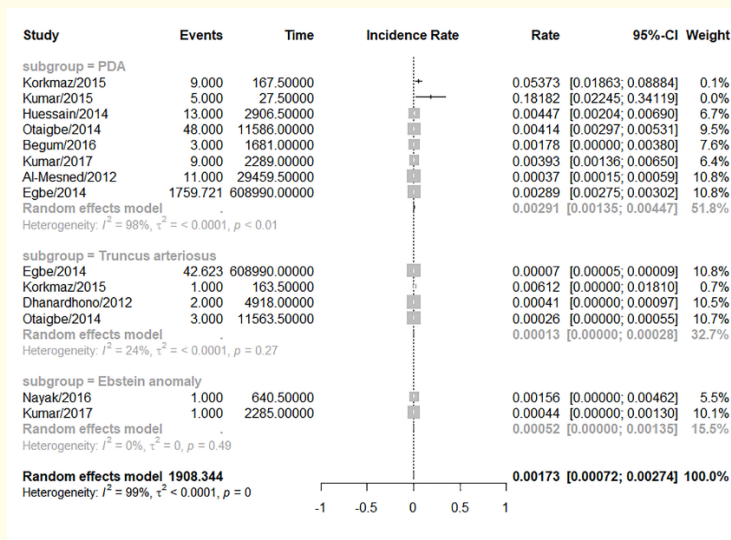 Study Events Time Incidence Rate Rate 95%-CI Weight
subgroup = PDA
Korkmaz/2015 9.000 167.50000 0.05373 [0.01863; 0.08884] 0.1%
Kumar/2015 5.000 27.50000 0.18182 [0.02245; 0.34119] 0.0%
Huessain/2014 13.000 2906.50000 0.00447 [0.00204; 0.00690] 6.7%
Otaigbe/2014 48.000 11586.00000 0.00414 [0.00297; 0.00531] 9.5%
Begum/2016 3.000 1681.00000 0.00178 [0.00000; 0.00380] 7.6%
Kumar/2017 9.000 2289.00000 0.00393 [0.00136; 0.00650] 6.4%
Al-Mesned/2012 11.000 29459.50000 0.00037 [0.00015; 0.00059] 10.8%
Egbe/2014 1759.721 608990.00000 0.00289 [0.00275; 0.00302] 10.8%
Random effects model . 0.00291 [0.00135; 0.00447] 51.8%
Heterogeneity: I² = 98%, τ² = < 0.0001, p < 0.01
subgroup = Truncus arteriosus
Egbe/2014 42.623 608990.00000 0.00007 [0.00005; 0.00009] 10.8%
Korkmaz/2015 1.000 163.50000 0.00612 [0.00000; 0.01810] 0.7%
Dhanardhono/2012 2.000 4918.00000 0.00041 [0.00000; 0.00097] 10.5%
Otaigbe/2014 3.000 11563.50000 0.00026 [0.00000; 0.00055] 10.7%
Random effects model . 0.00013 [0.00000; 0.00028] 32.7%
Heterogeneity: I² = 24%, τ² = < 0.0001, p = 0.27
subgroup = Ebstein anomaly
Nayak/2016 1.000 640.50000 0.00156 [0.00000; 0.00462] 5.5%
Kumar/2017 1.000 2285.00000 0.00044 [0.00000; 0.00130] 10.1%
Random effects model . 0.00052 [0.00000; 0.00135] 15.5%
Heterogeneity: I² = 0%, τ² = 0, p = 0.49
Random effects model 1908.344 0.00173 [0.00072; 0.00274] 100.0%
Heterogeneity: I² = 99%, τ² < 0.0001, p = 0
-1 -0.5 0 0.5 1